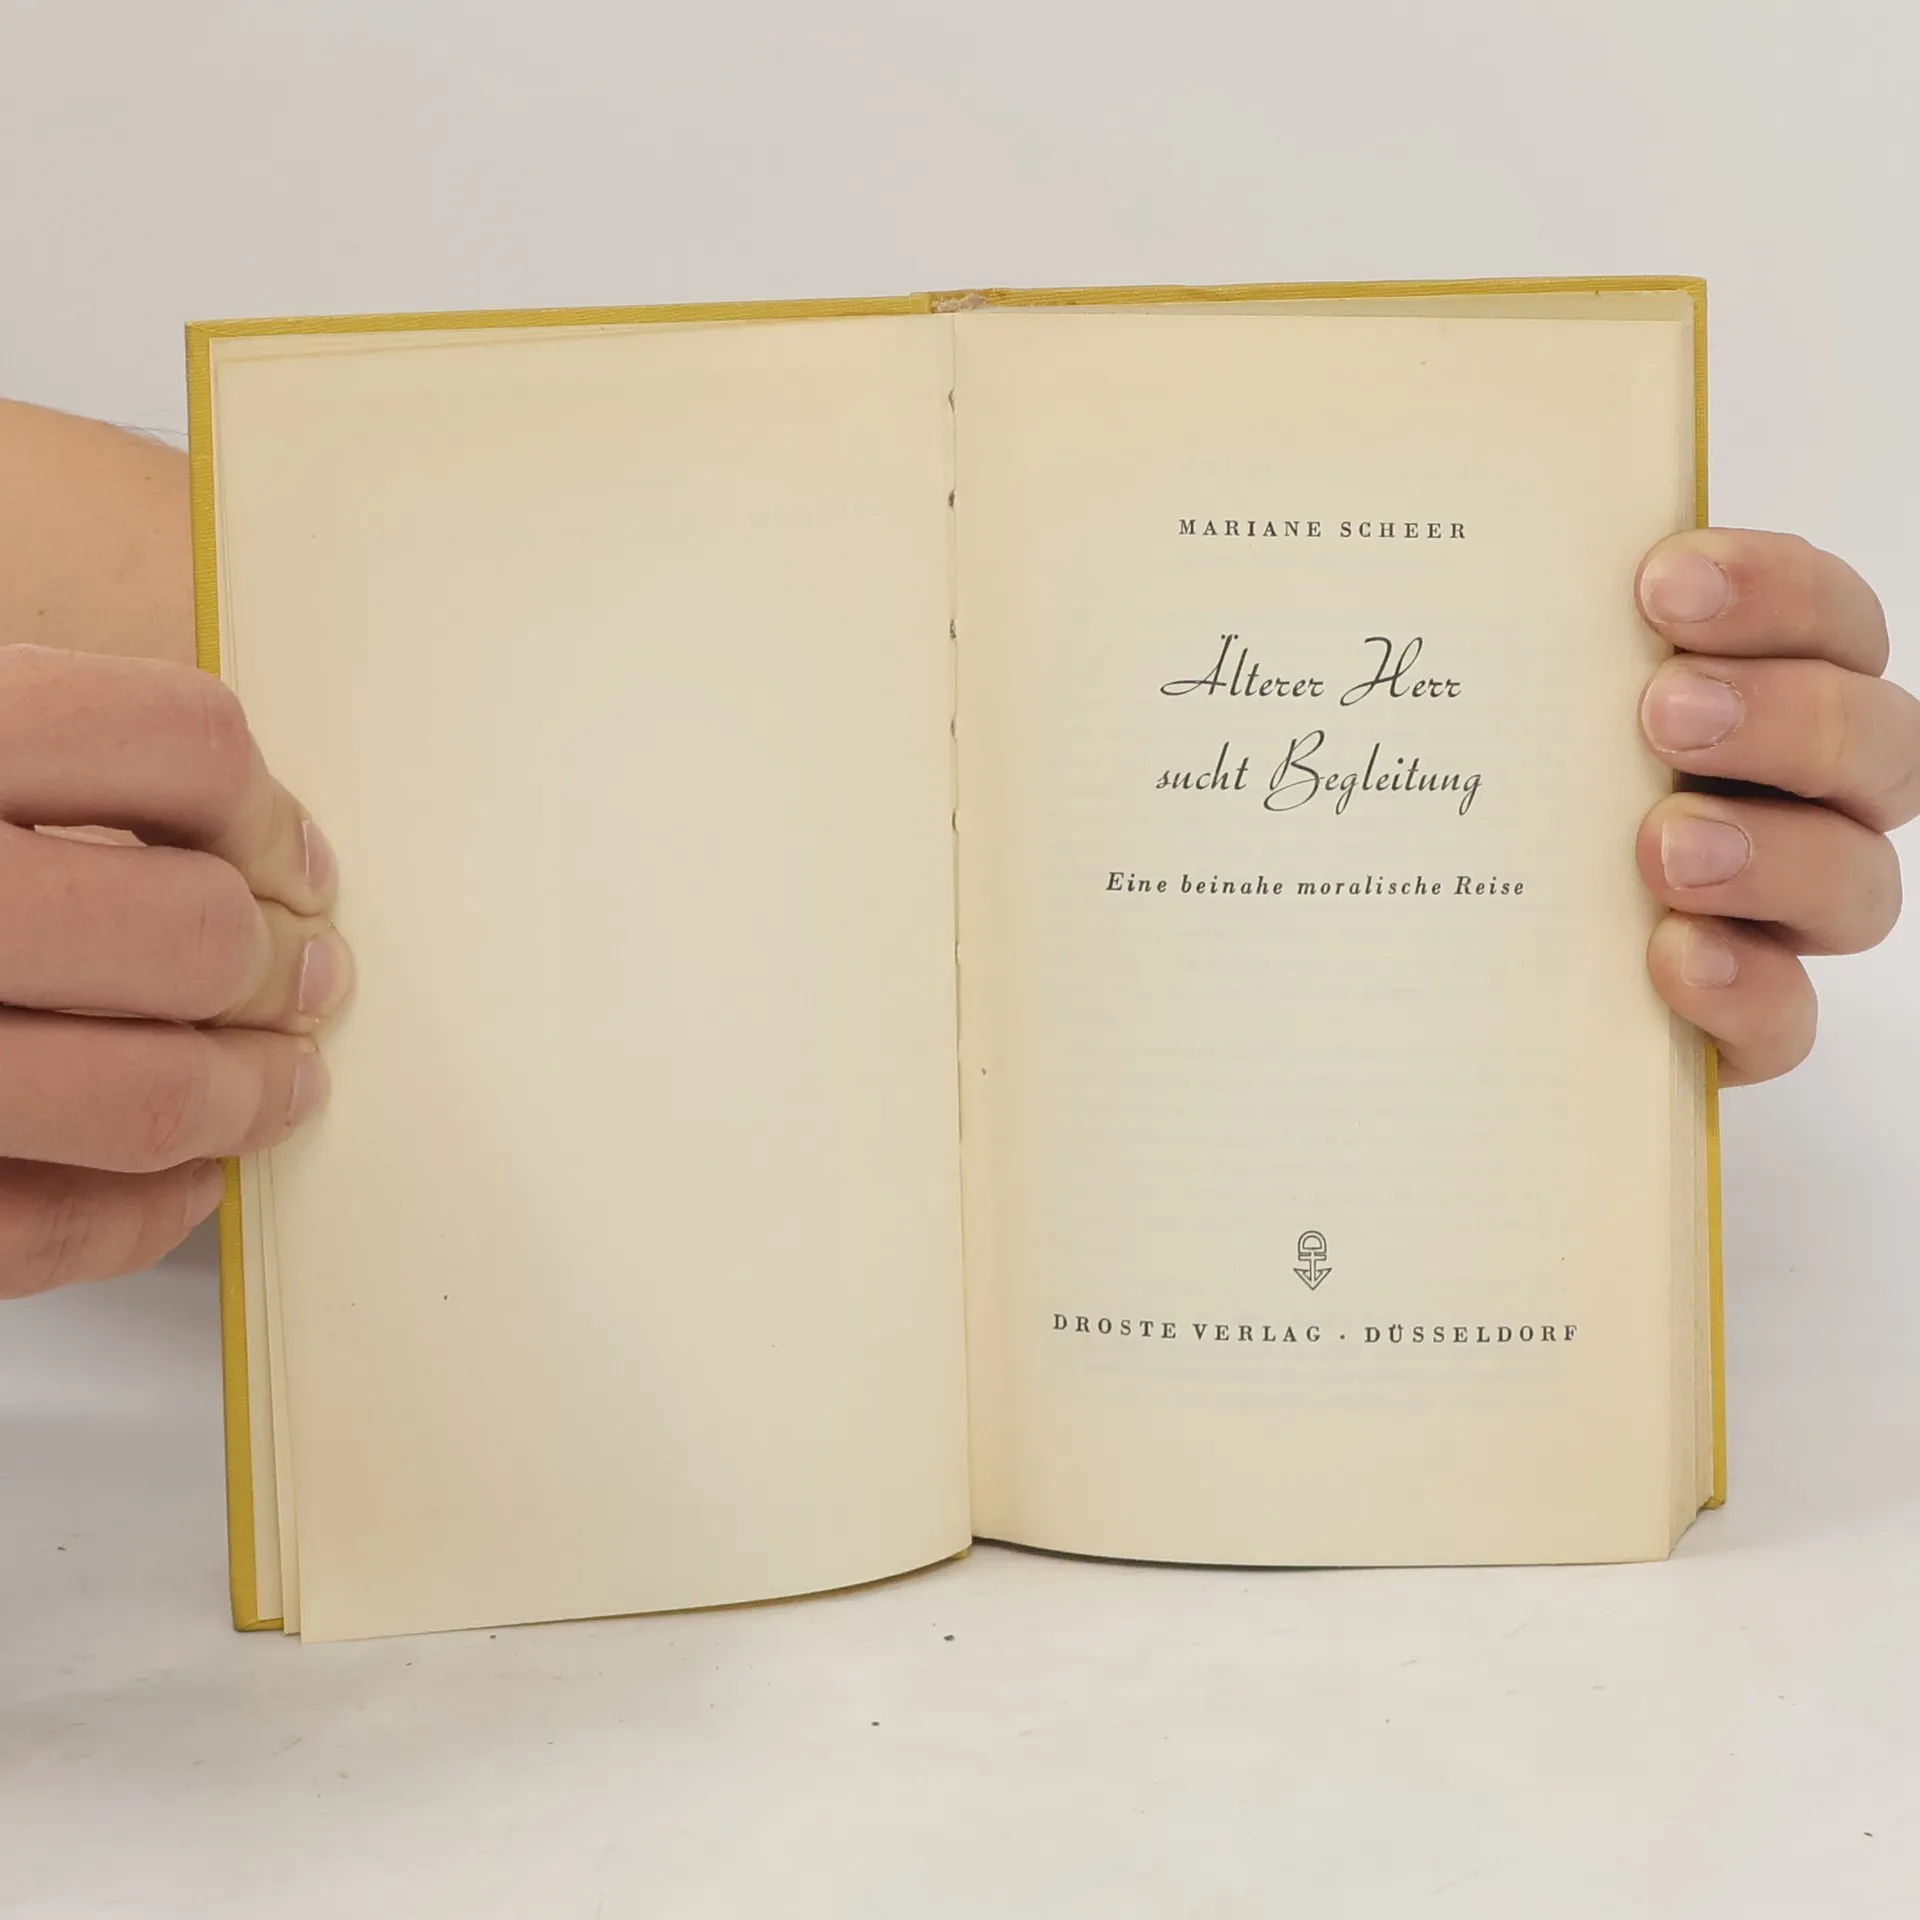 MARIANE SCHEER
Älterer Herr
sucht Begleitung
Eine beinahe moralische Reise
DROSTE VERLAG · DÜSSELDORF